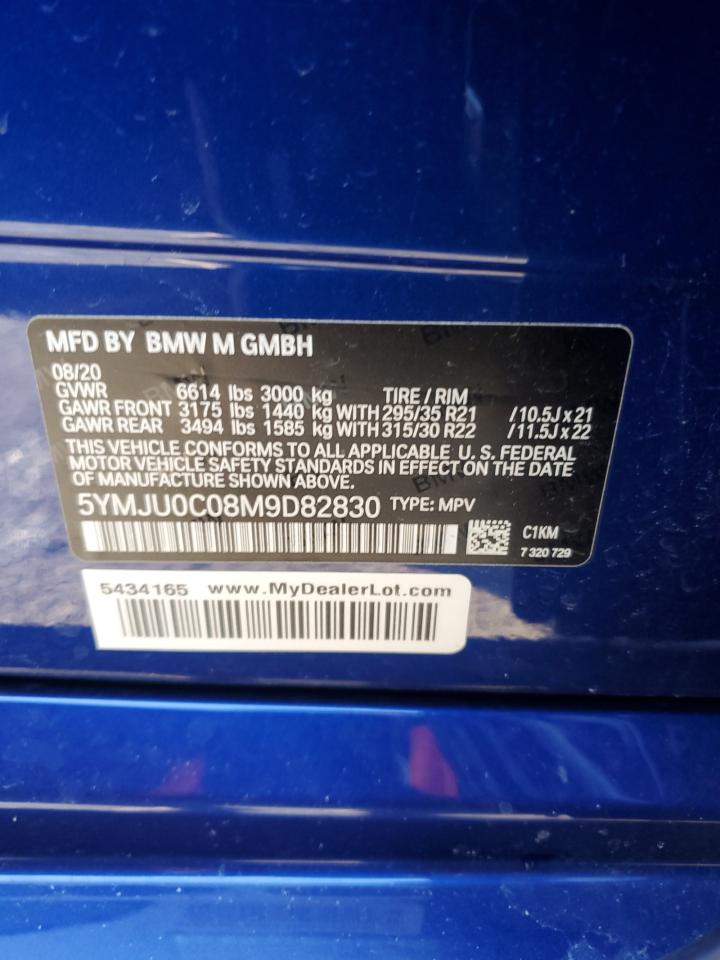 MFD BY BMW M GMBH
08/20
GVWR 6614 lbs 3000 kg TIRE / RIM
GAWR FRONT 3175 lbs 1440 kg WITH 295/35 R21 /10.5J x 21
GAWR REAR 3494 lbs 1585 kg WITH 315/30 R22 /11.5J x 22
THIS VEHICLE CONFORMS TO ALL APPLICABLE U. S. FEDERAL
MOTOR VEHICLE SAFETY STANDARDS IN EFFECT ON THE DATE
OF MANUFACTURE SHOWN ABOVE.
5YMJU0C08M9D82830 TYPE: MPV
C1KM
7 320 729
5434165 www.MyDealerLot.com